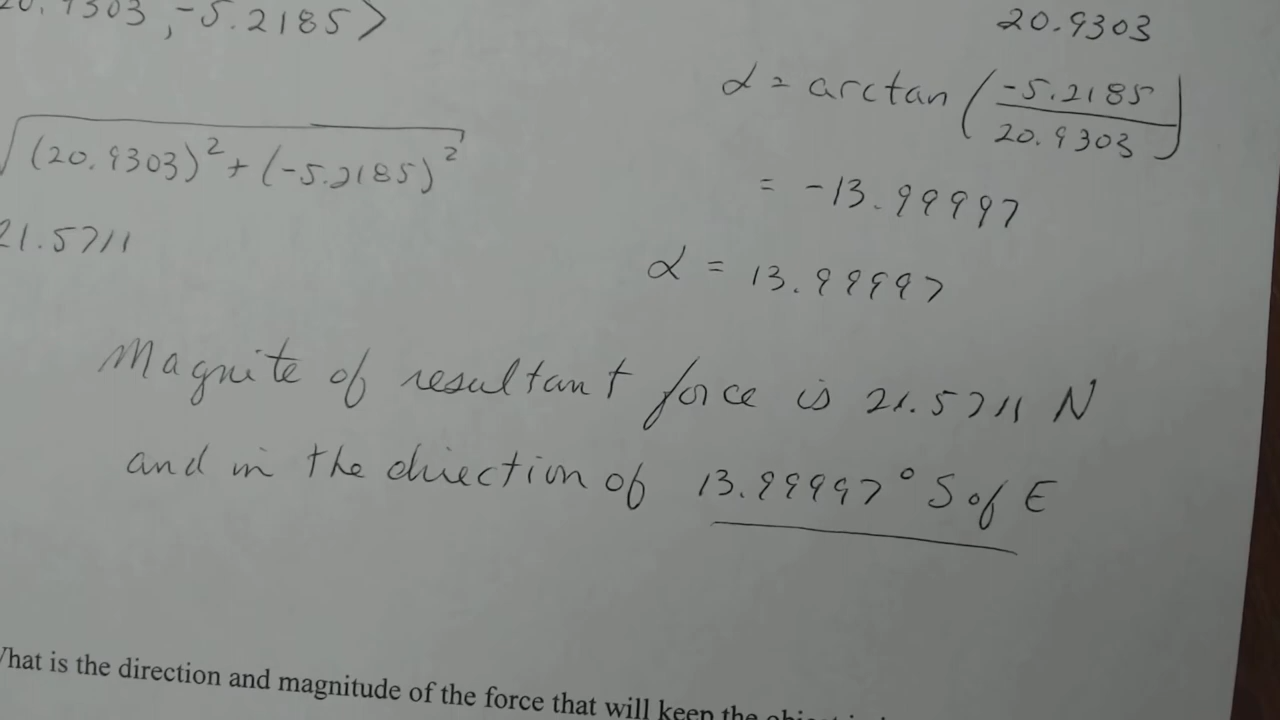 20.9303, -5.2185>
20.9303
α = arctan (-5.2185 / 20.9303)
√(20.9303)² + (-5.2185)²
= -13.99997
21.5711
α = 13.99997
Magnite of resultant force is 21.5711 N
and in the direction of 13.99997° S of E
What is the direction and magnitude of the force that will keep the